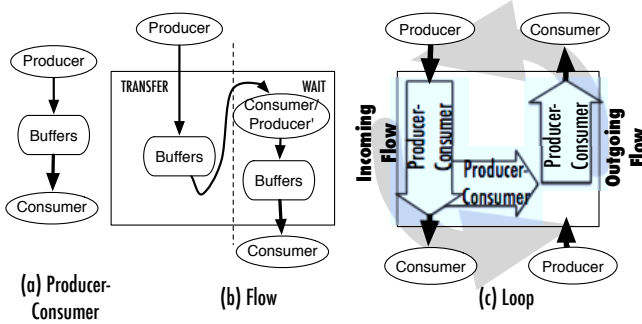 Producer
Buffers
Consumer
(a) Producer-
Consumer
Producer
TRANSFER
WAIT
Buffers
Consumer/
Producer'
Buffers
Consumer
(b) Flow
Producer
Consumer
Incoming
Flow
Producer-
Consumer
Producer-
Consumer
Producer-
Consumer
Outgoing
Flow
Consumer
Producer
(c) Loop